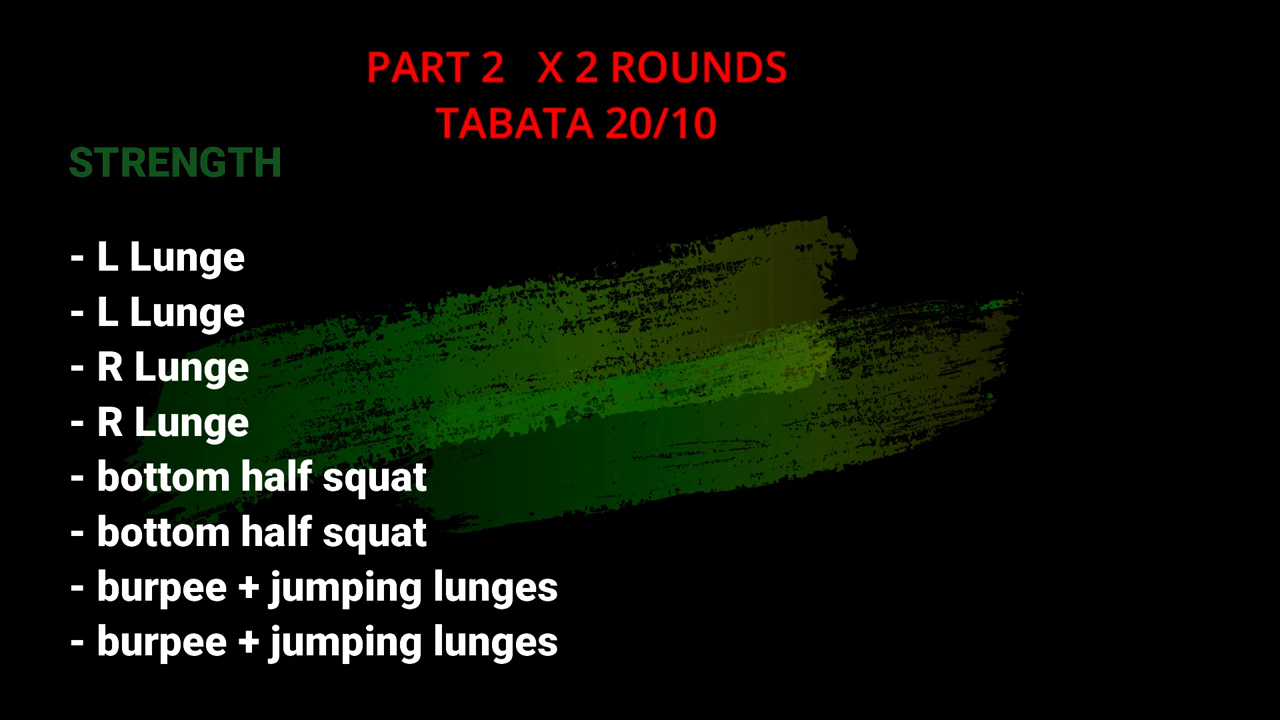 PART 2 X 2 ROUNDS
TABATA 20/10
STRENGTH
- L Lunge
- L Lunge
- R Lunge
- R Lunge
- bottom half squat
- bottom half squat
- burpee + jumping lunges
- burpee + jumping lunges